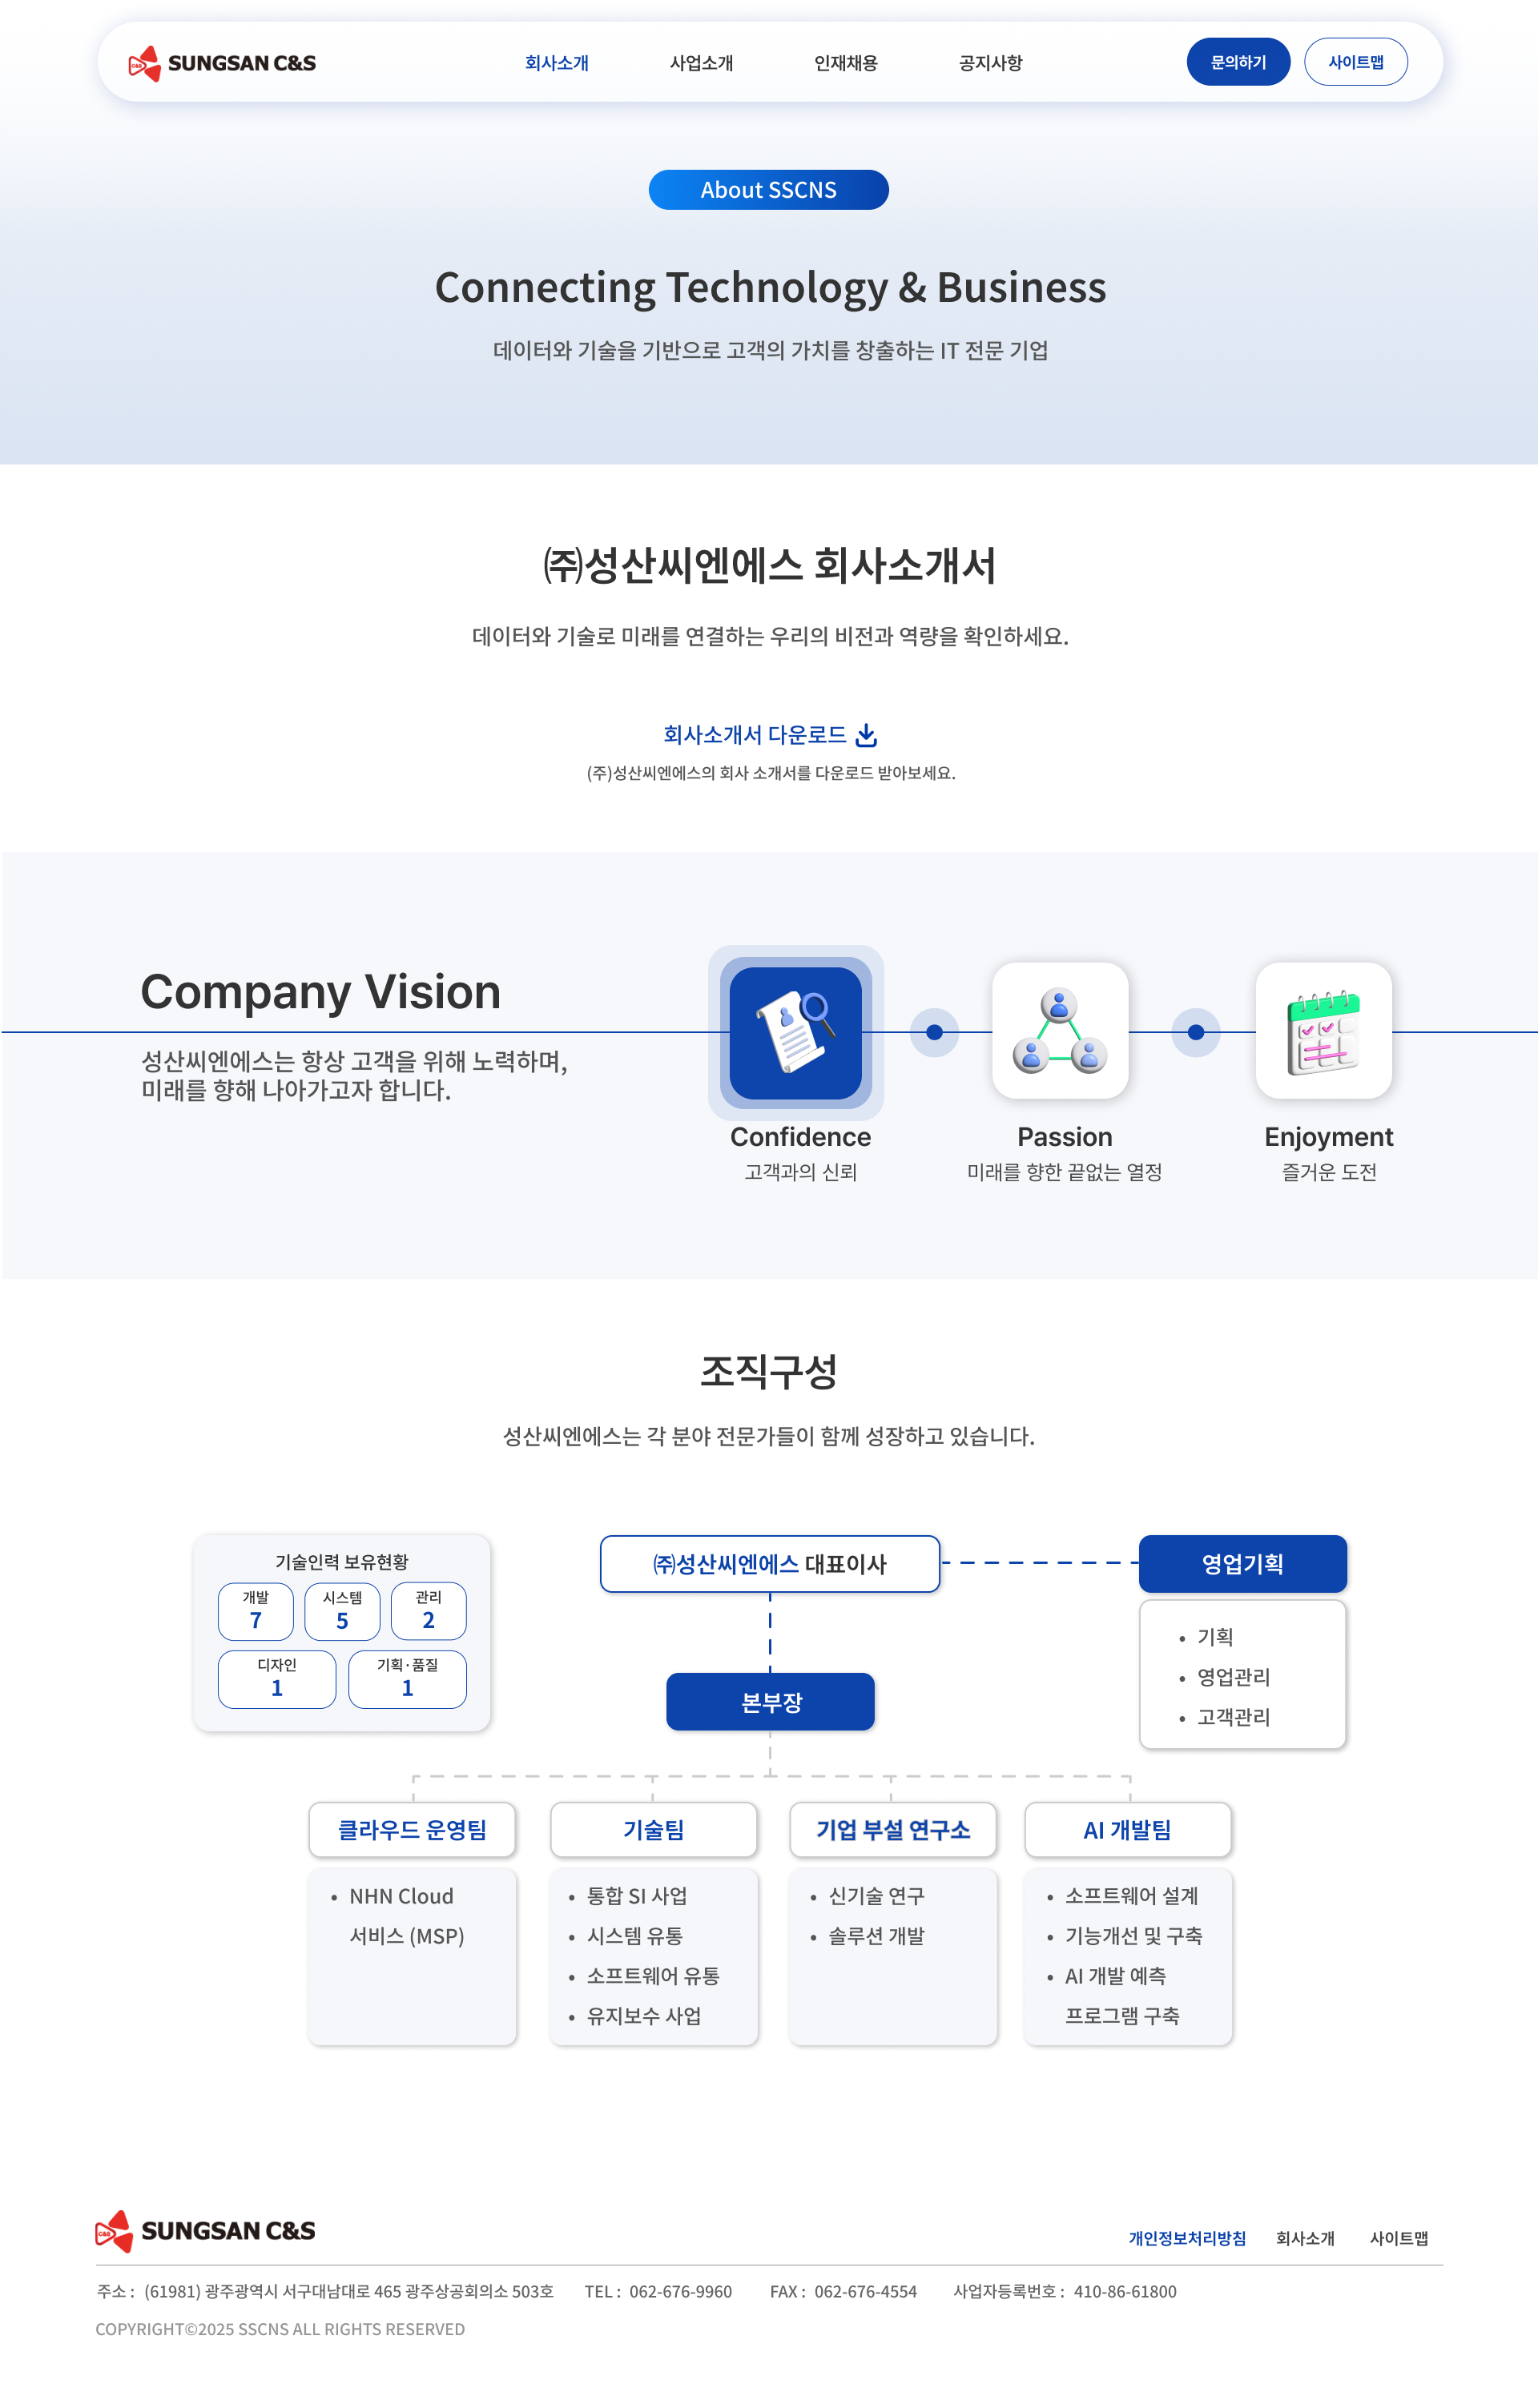 C&S SUNGSAN C&S
회사소개
사업소개
인재채용
공지사항
문의하기
사이트맵
About SSCNS
Connecting Technology & Business
데이터와 기술을 기반으로 고객의 가치를 창출하는 IT 전문 기업
㈜성산씨엔에스 회사소개서
데이터와 기술로 미래를 연결하는 우리의 비전과 역량을 확인하세요.
회사소개서 다운로드
(주)성산씨엔에스의 회사 소개서를 다운로드 받아보세요.
Company Vision
성산씨엔에스는 항상 고객을 위해 노력하며,
미래를 향해 나아가고자 합니다.
Confidence
고객과의 신뢰
Passion
미래를 향한 끝없는 열정
Enjoyment
즐거운 도전
조직구성
성산씨엔에스는 각 분야 전문가들이 함께 성장하고 있습니다.
기술인력 보유현황
개발
7
시스템
5
관리
2
디자인
1
기획·품질
1
㈜성산씨엔에스 대표이사
영업기획
• 기획
• 영업관리
• 고객관리
본부장
클라우드 운영팀
• NHN Cloud
서비스 (MSP)
기술팀
• 통합 SI 사업
• 시스템 유통
• 소프트웨어 유통
• 유지보수 사업
기업 부설 연구소
• 신기술 연구
• 솔루션 개발
AI 개발팀
• 소프트웨어 설계
• 기능개선 및 구축
• AI 개발 예측
프로그램 구축
C&S SUNGSAN C&S
개인정보처리방침
회사소개
사이트맵
주소 : (61981) 광주광역시 서구대남대로 465 광주상공회의소 503호 TEL : 062-676-9960 FAX : 062-676-4554 사업자등록번호 : 410-86-61800
COPYRIGHT©2025 SSCNS ALL RIGHTS RESERVED